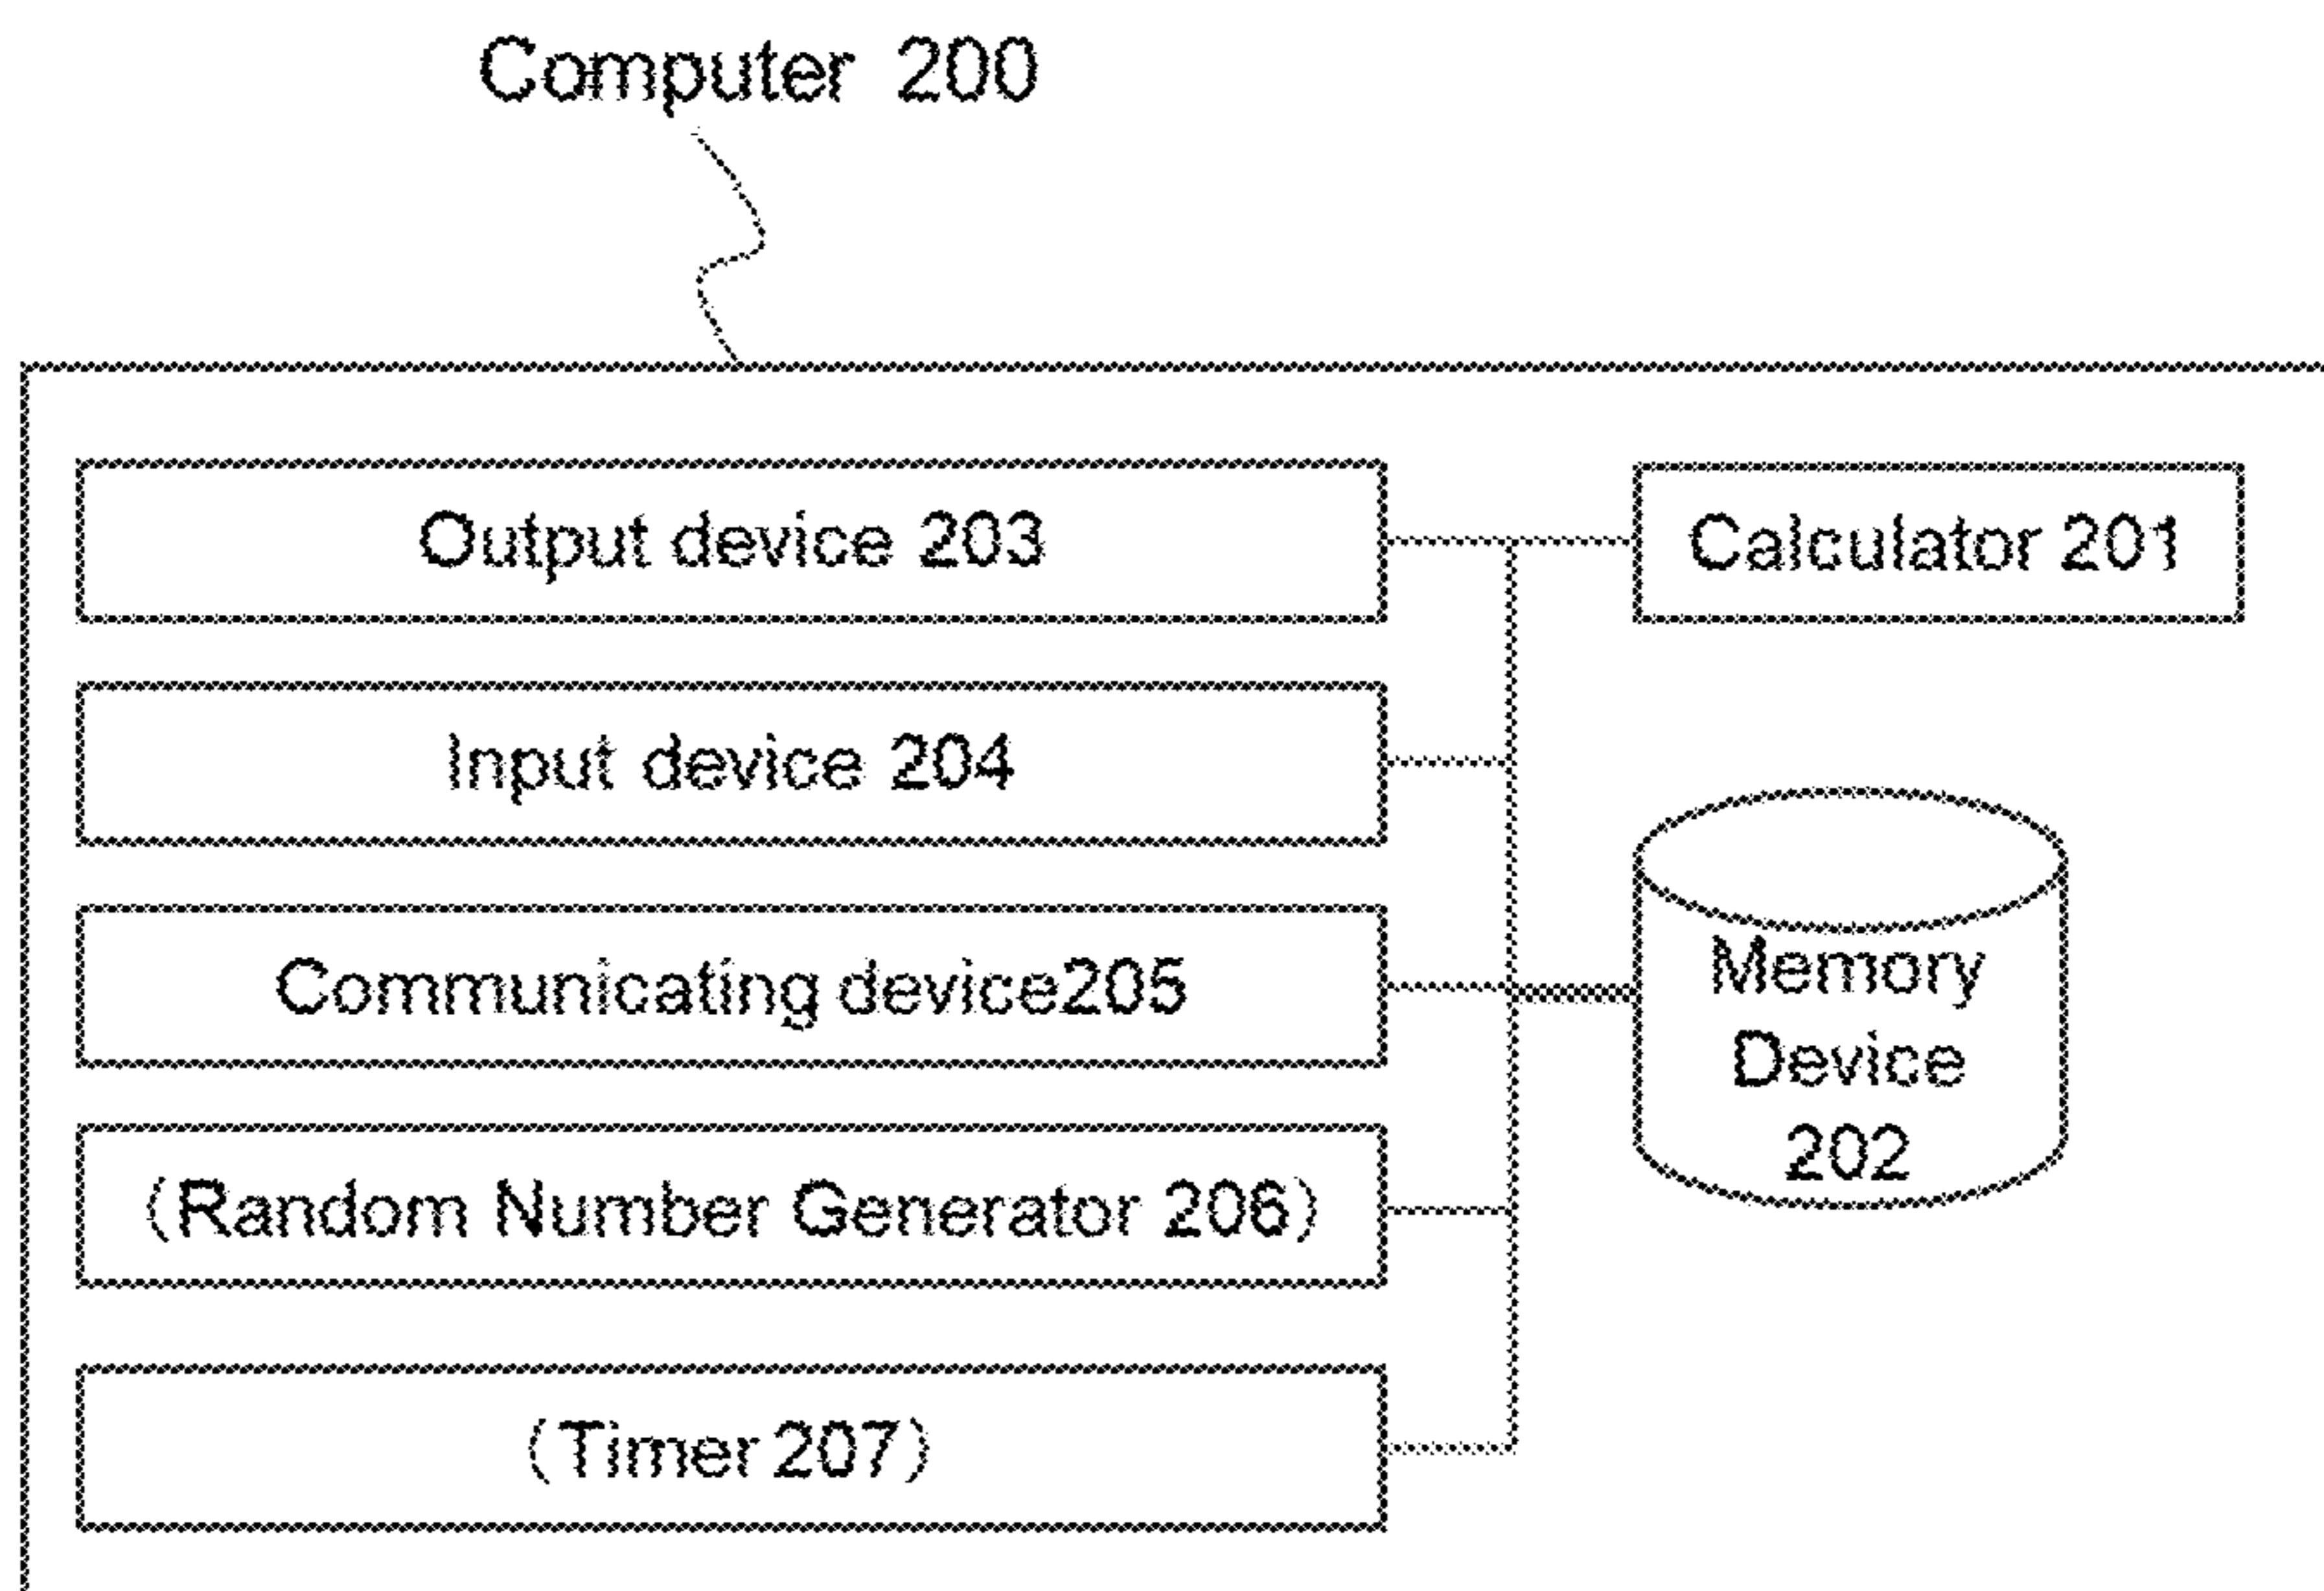 Computer 200
Output device 203
Calculator 201
Input device 204
Communicating device205
Memory
Device
202
(Random Number Generator 206)
(Timer 207)